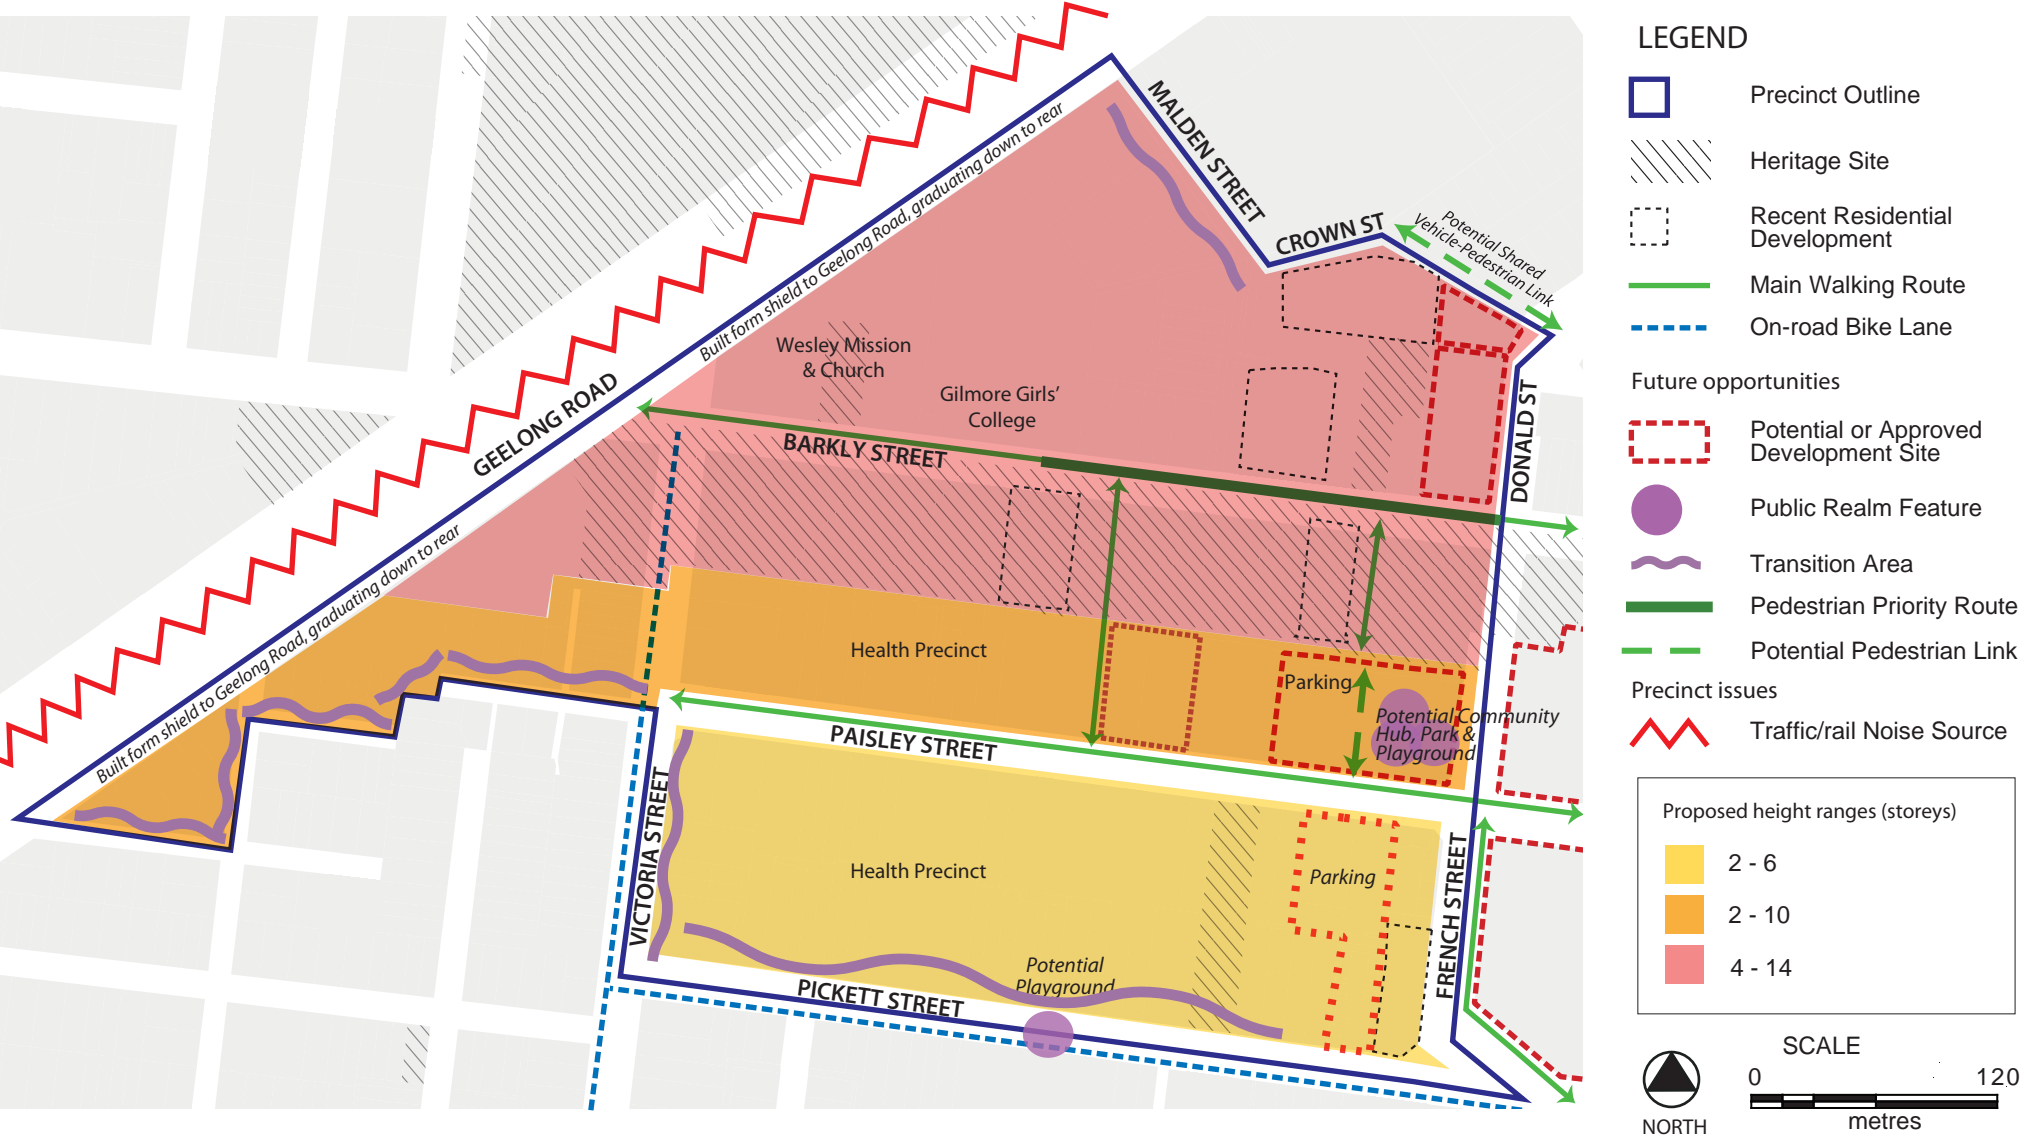 MALDEN STREET
CROWN ST
Potential Shared
Vehicle-Pedestrian Link
Built form shield to Geelong Road, graduating down to rear
Wesley Mission
& Church
Gilmore Girls'
College
GEELONG ROAD
BARKLY STREET
DONALD ST
Built form shield to Geelong Road, graduating down to rear
Health Precinct
Parking
Potential Community
Hub, Park &
Playground
PAISLEY STREET
VICTORIA STREET
Health Precinct
Parking
FRENCH STREET
Potential
Playground
PICKETT STREET
LEGEND
Precinct Outline
Heritage Site
Recent Residential
Development
Main Walking Route
On-road Bike Lane
Future opportunities
Potential or Approved
Development Site
Public Realm Feature
Transition Area
Pedestrian Priority Route
Potential Pedestrian Link
Precinct issues
Traffic/rail Noise Source
Proposed height ranges (storeys)
2 - 6
2 - 10
4 - 14
SCALE
0 120
metres
NORTH